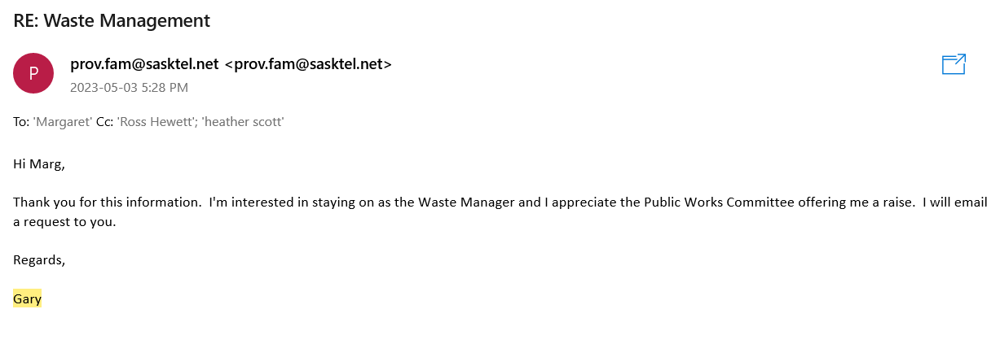 RE: Waste Management
P
prov.fam@sasktel.net <prov.fam@sasktel.net>
2023-05-03 5:28 PM
To: 'Margaret' Cc: 'Ross Hewett'; 'heather scott'
Hi Marg,
Thank you for this information.  I'm interested in staying on as the Waste Manager and I appreciate the Public Works Committee offering me a raise.  I will email
a request to you.
Regards,
Gary